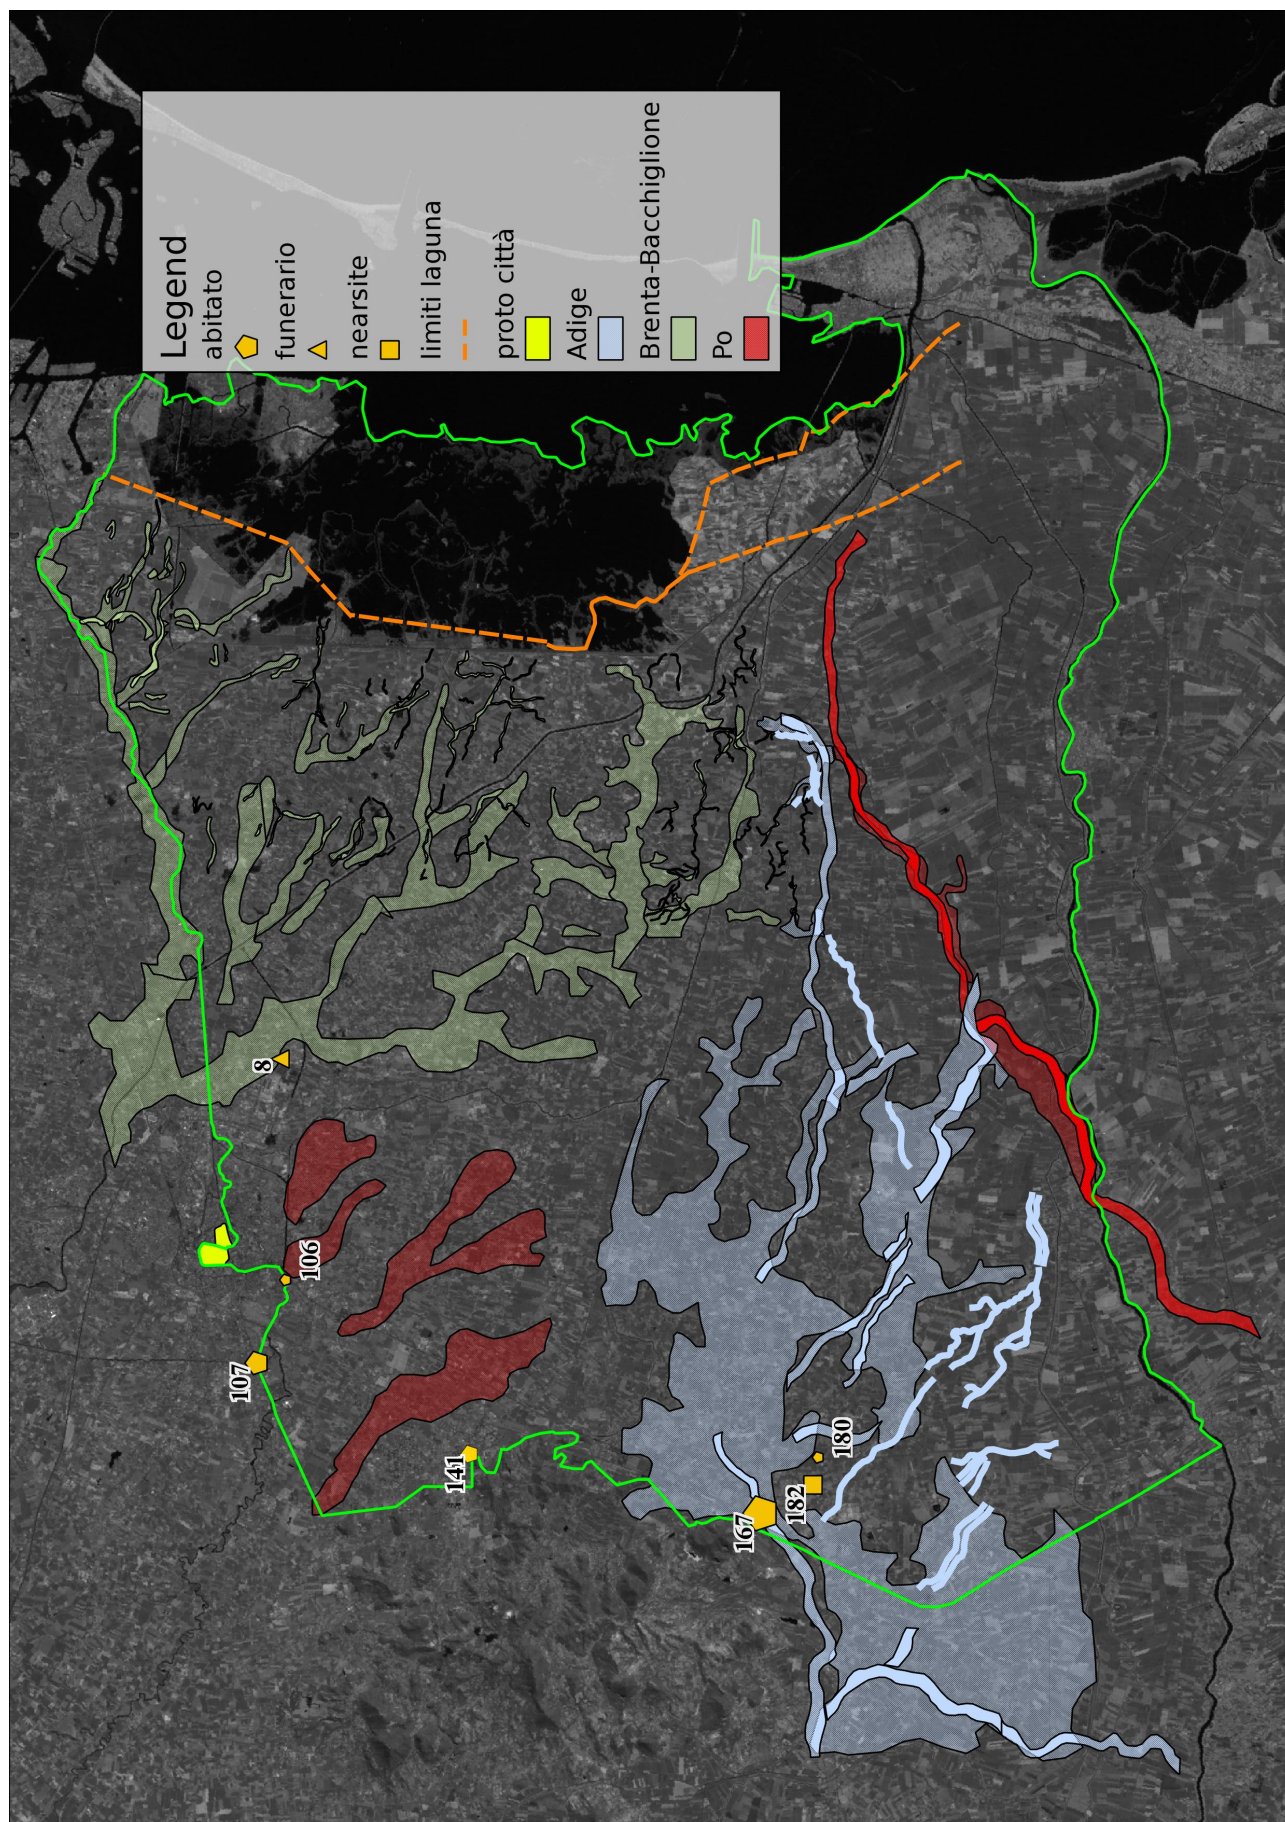 Legend
abitato
funerario
nearsite
limiti laguna
proto città
Adige
Brenta-Bacchiglione
Po
8
106
107
141
167
182
180